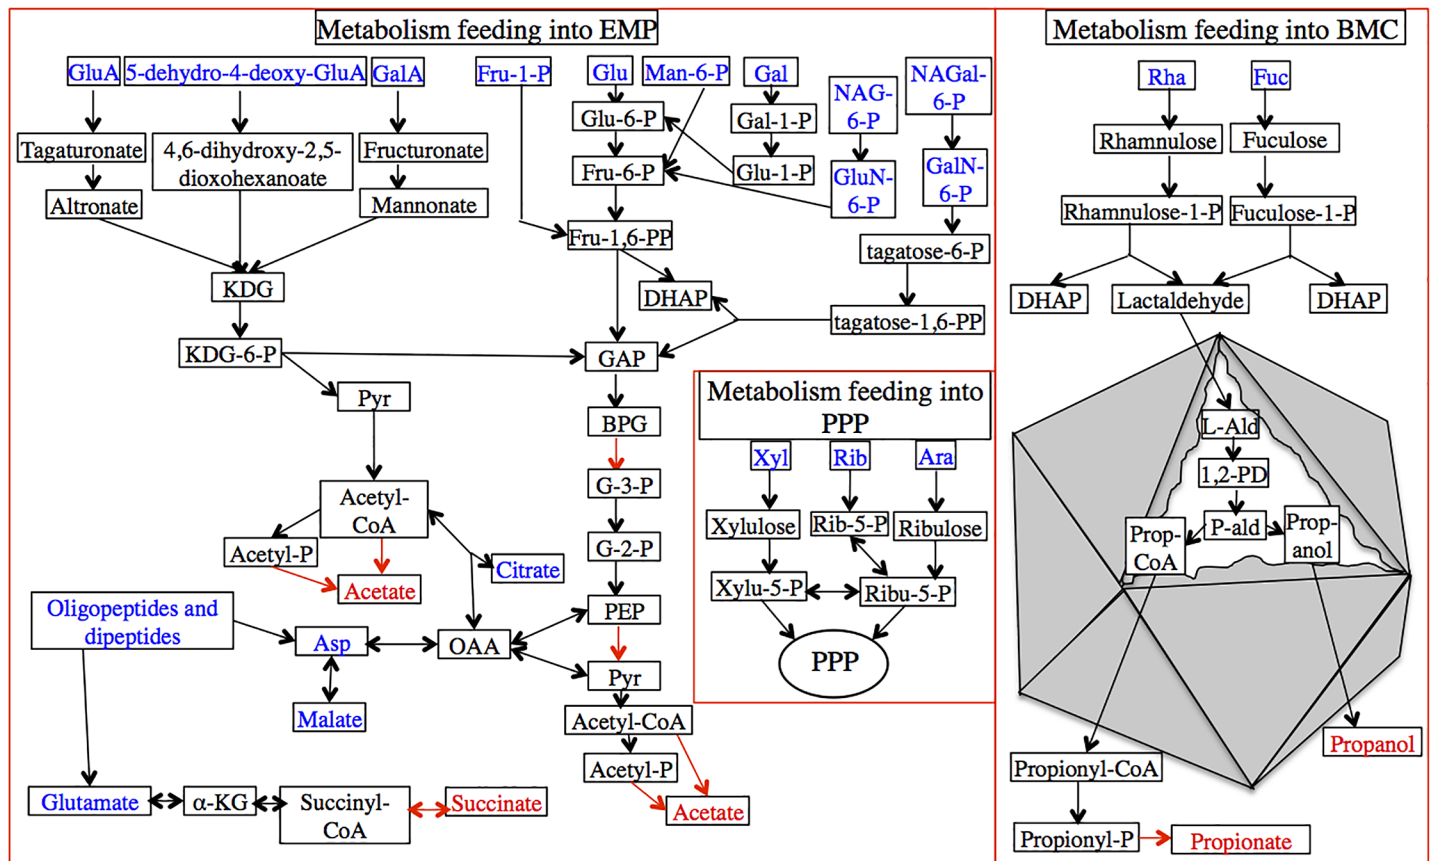 Metabolism feeding into EMP
GluA
5-dehydro-4-deoxy-GluA
GalA
Fru-1-P
Glu
Man-6-P
Gal
NAG-
6-P
NAGal-
6-P
Tagaturonate
4,6-dihydroxy-2,5-
dioxohexanoate
Fructuronate
Glu-6-P
Gal-1-P
Altronate
Mannonate
Fru-6-P
Glu-1-P
GluN-
6-P
GalN-
6-P
Fru-1,6-PP
tagatose-6-P
KDG
DHAP
tagatose-1,6-PP
KDG-6-P
GAP
Pyr
BPG
Acetyl-
CoA
G-3-P
Acetyl-P
G-2-P
Citrate
Acetate
Oligopeptides and
dipeptides
PEP
Asp
OAA
Pyr
Malate
Acetyl-CoA
Acetyl-P
Glutamate
α-KG
Succinyl-
CoA
Succinate
Acetate
Metabolism feeding into
PPP
Xyl
Rib
Ara
Xylulose
Rib-5-P
Ribulose
Xylu-5-P
Ribu-5-P
PPP
Metabolism feeding into BMC
Rha
Fuc
Rhamnulose
Fuculose
Rhamnulose-1-P
Fuculose-1-P
DHAP
Lactaldehyde
DHAP
L-Ald
1,2-PD
Prop-
CoA
P-ald
Prop-
anol
Propanol
Propionyl-CoA
Propionyl-P
Propionate